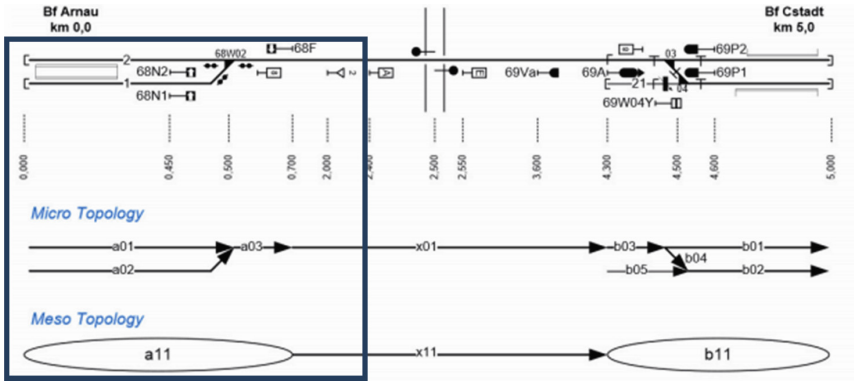 Bf Arnau
km 0,0
Bf Cstadt
km 5,0
68W02
68F
03
69P2
2
68N2
2
A
E
69Va
69A
69P1
1
68N1
21
04
69W04Y
0,000
0,450
0,500
0,700
2,000
2,400
2,500
2,550
3,600
4,300
4,500
4,600
5,000
Micro Topology
a01
a03
x01
b03
b01
a02
b04
b05
b02
Meso Topology
a11
x11
b11